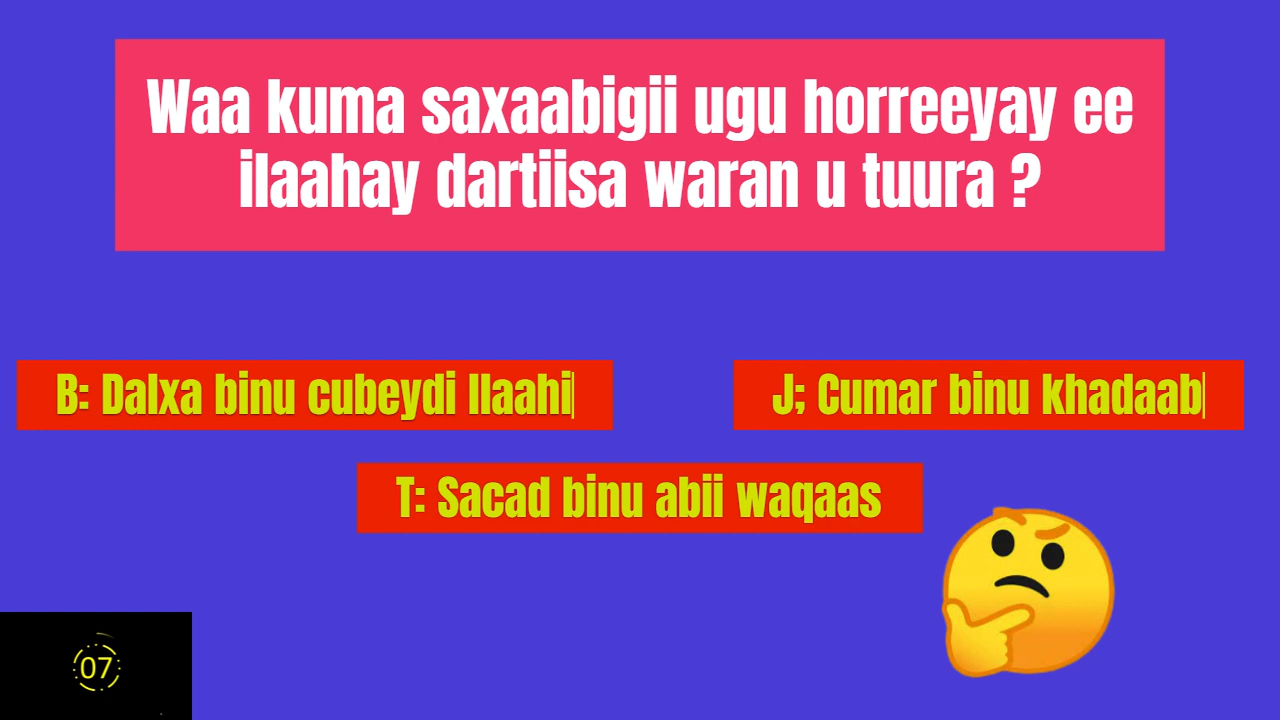 Waa kuma saxaabigii ugu horreeyay ee
ilaahay dartiisa waran u tuura ?
B: Dalxa binu cubeydi Ilaahi
J; Cumar binu khadaab
T: Sacad binu abii waqaas
07